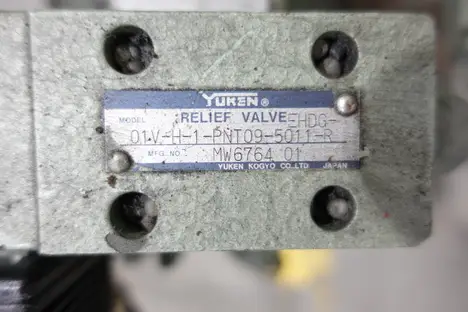 YUKEN®
RELIEF VALVE EHDG-
MODEL 01V-H-1-PNT09-5011-R
MFG.NO. MW6764 01
YUKEN KOGYO CO.,LTD JAPAN